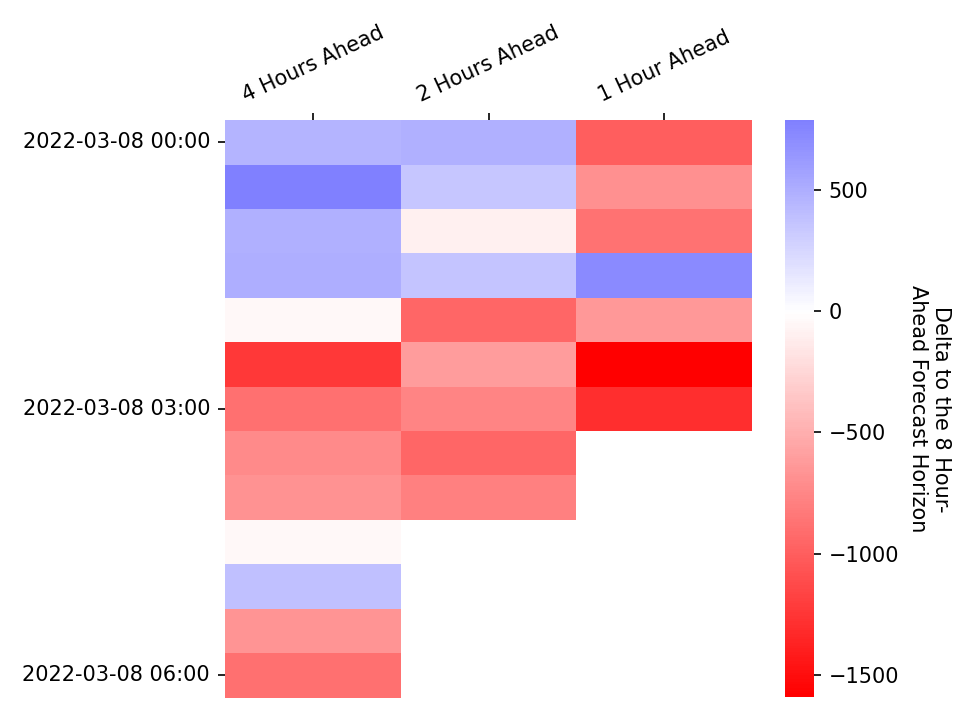 4 Hours Ahead
2 Hours Ahead
1 Hour Ahead
2022-03-08 00:00
2022-03-08 03:00
2022-03-08 06:00
500
0
−500
−1000
−1500
Delta to the 8 Hour-
Ahead Forecast Horizon